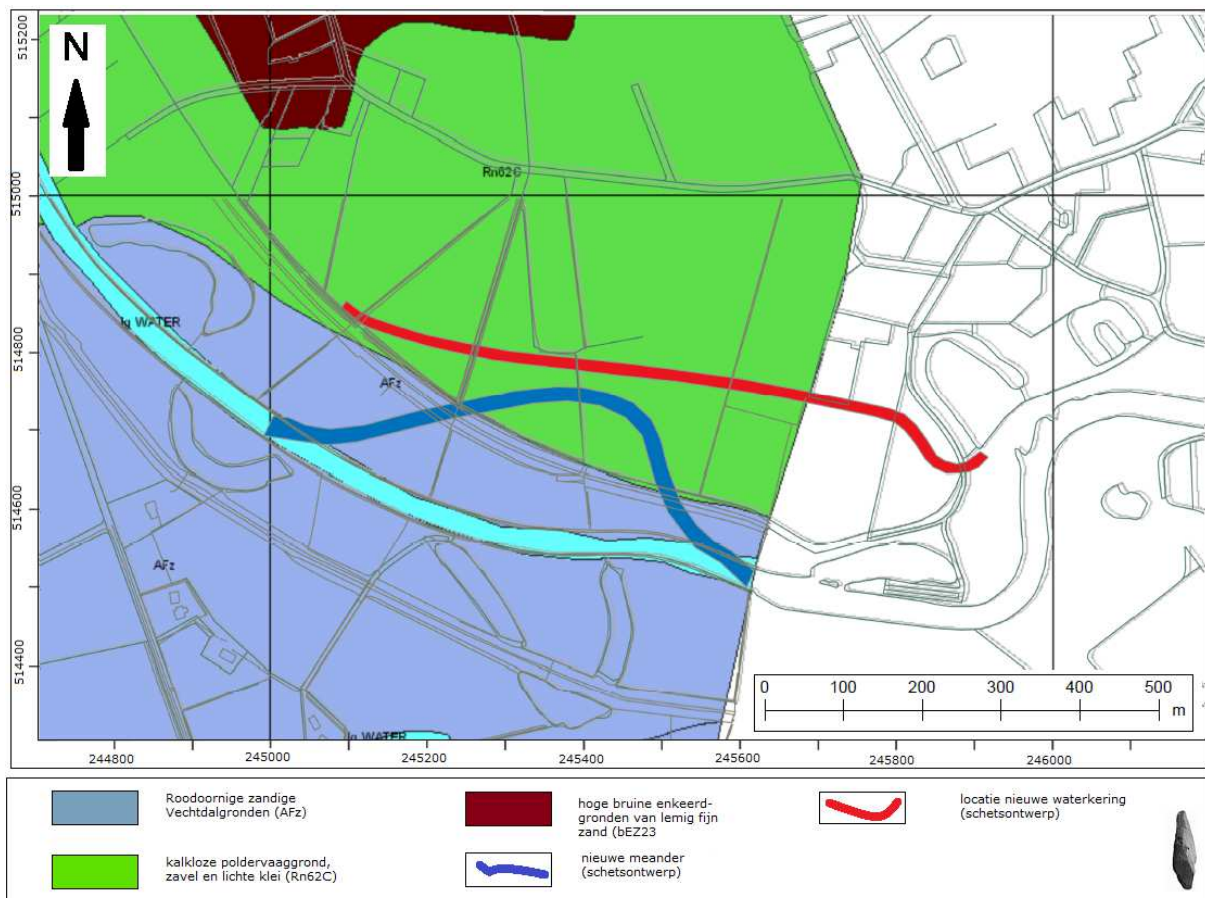 N
515200
515000
514800
514600
514400
Rn62C
lg WATER
AFz
AFz
lg WATER
0 100 200 300 400 500
m
244800 245000 245200 245400 245600 245800 246000
Roodoornige zandige
Vechtdalgronden (AFz)
kalkloze poldervaaggrond,
zavel en lichte klei (Rn62C)
hoge bruine enkeerd-
gronden van lemig fijn
zand (bEZ23
nieuwe meander
(schetsontwerp)
locatie nieuwe waterkering
(schetsontwerp)